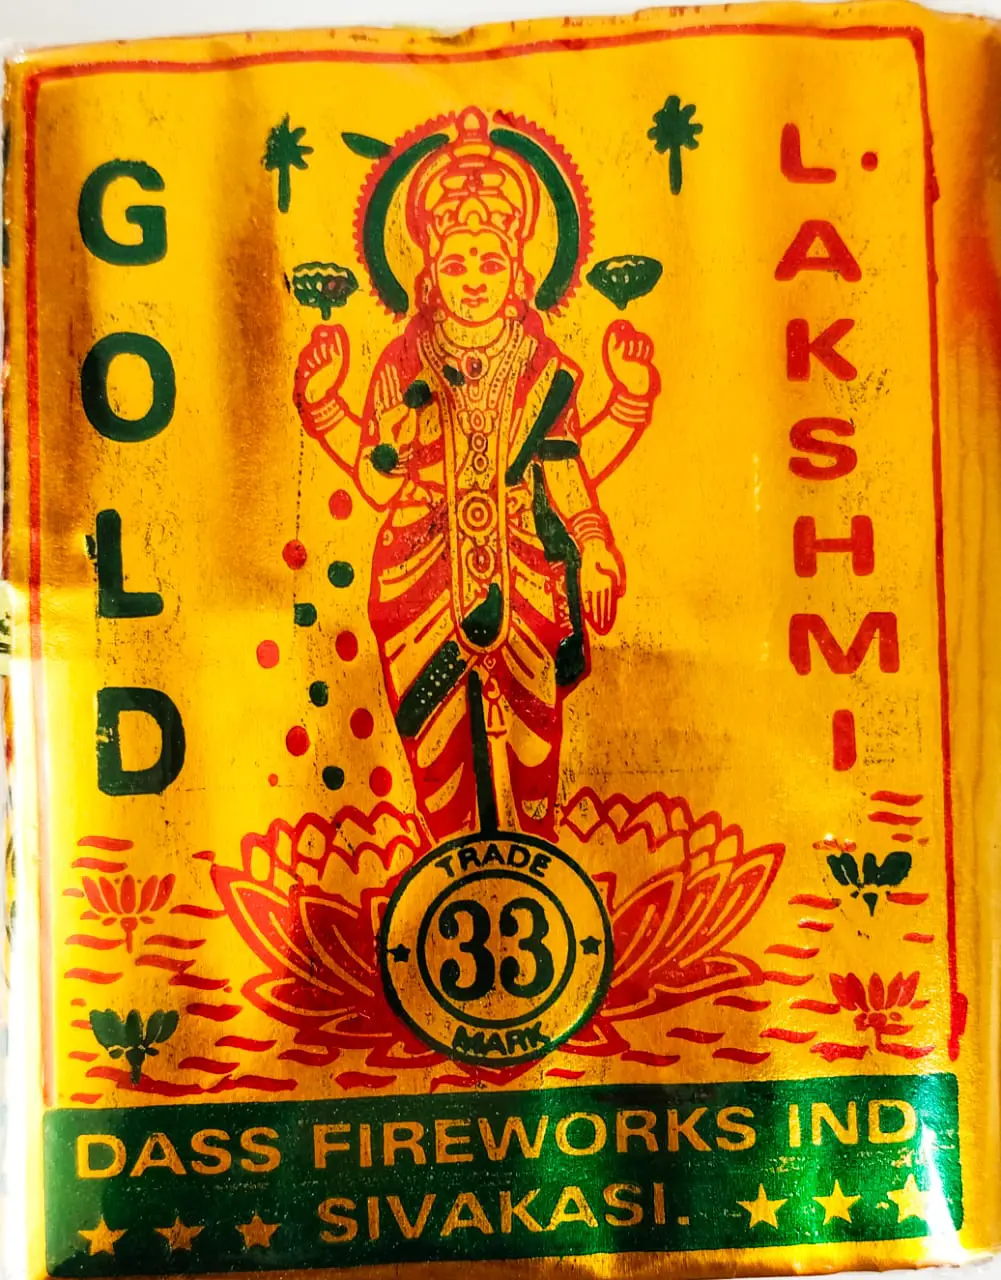 GOLD
L. LAKSHMI
TRADE
33
MARK
DASS FIREWORKS IND
SIVAKASI.